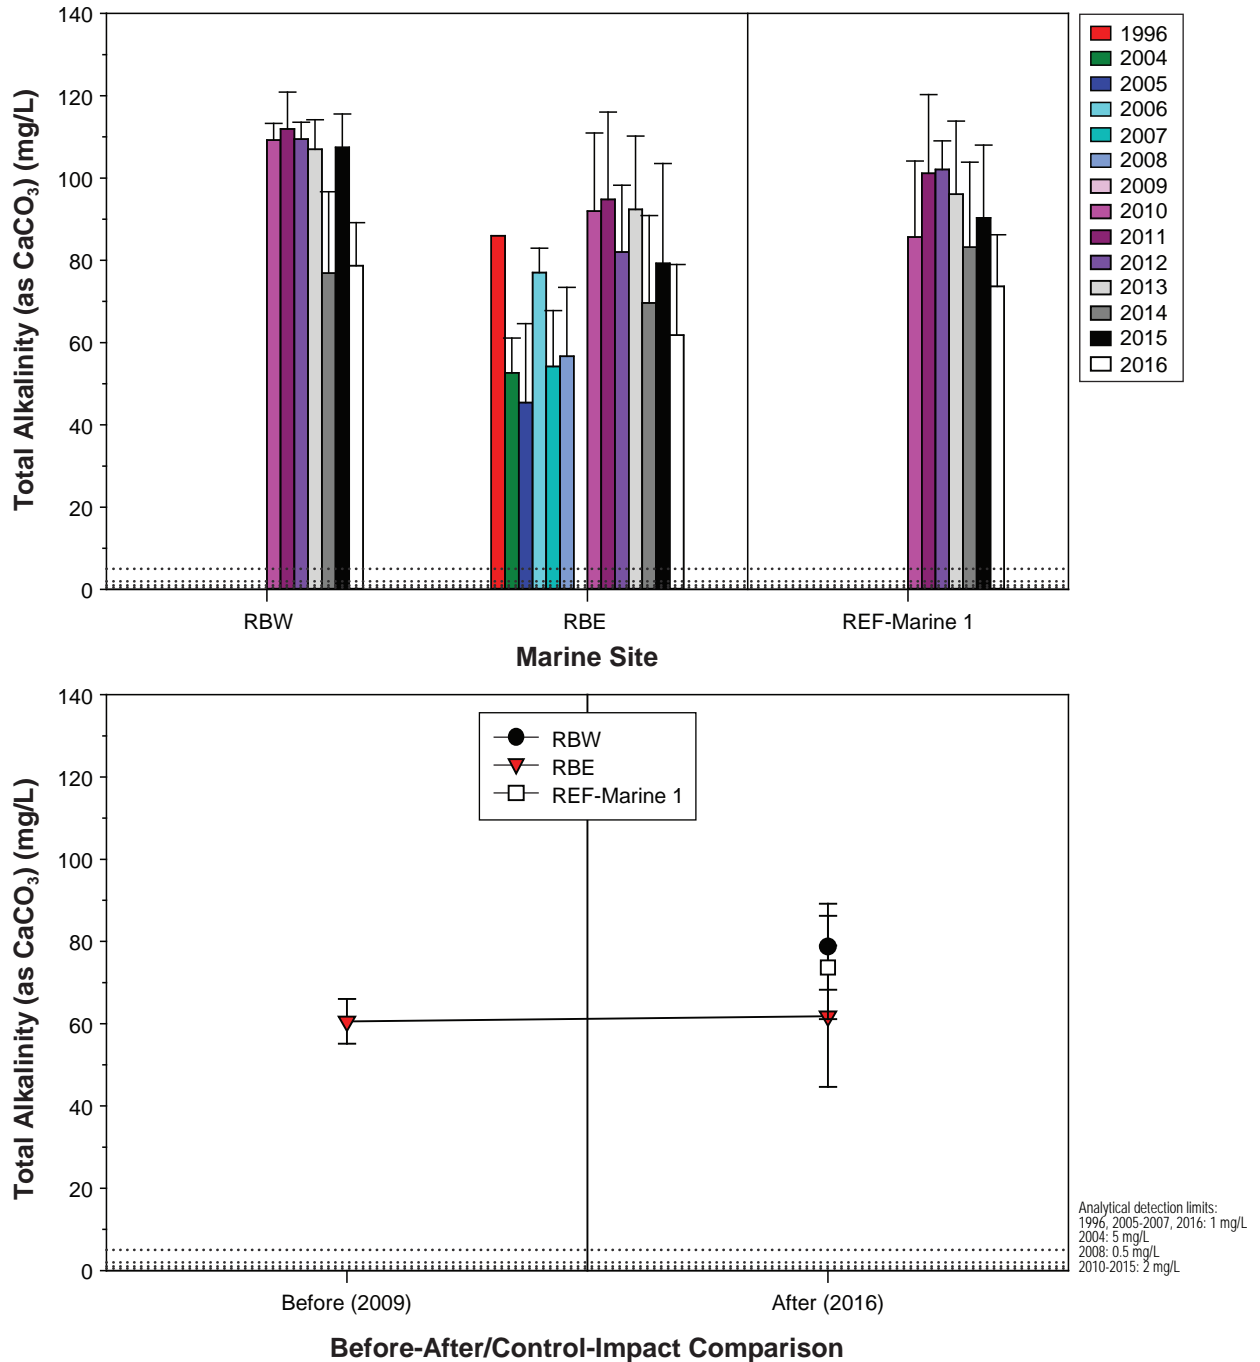 140
120
100
80
60
40
20
0
Total Alkalinity (as CaCO₃) (mg/L)
RBW
RBE
REF-Marine 1
Marine Site
1996
2004
2005
2006
2007
2008
2009
2010
2011
2012
2013
2014
2015
2016
140
120
100
80
60
40
20
0
Total Alkalinity (as CaCO₃) (mg/L)
RBW
RBE
REF-Marine 1
Before (2009)
After (2016)
Before-After/Control-Impact Comparison
Analytical detection limits:
1996, 2005-2007, 2016: 1 mg/L
2004: 5 mg/L
2008: 0.5 mg/L
2010-2015: 2 mg/L